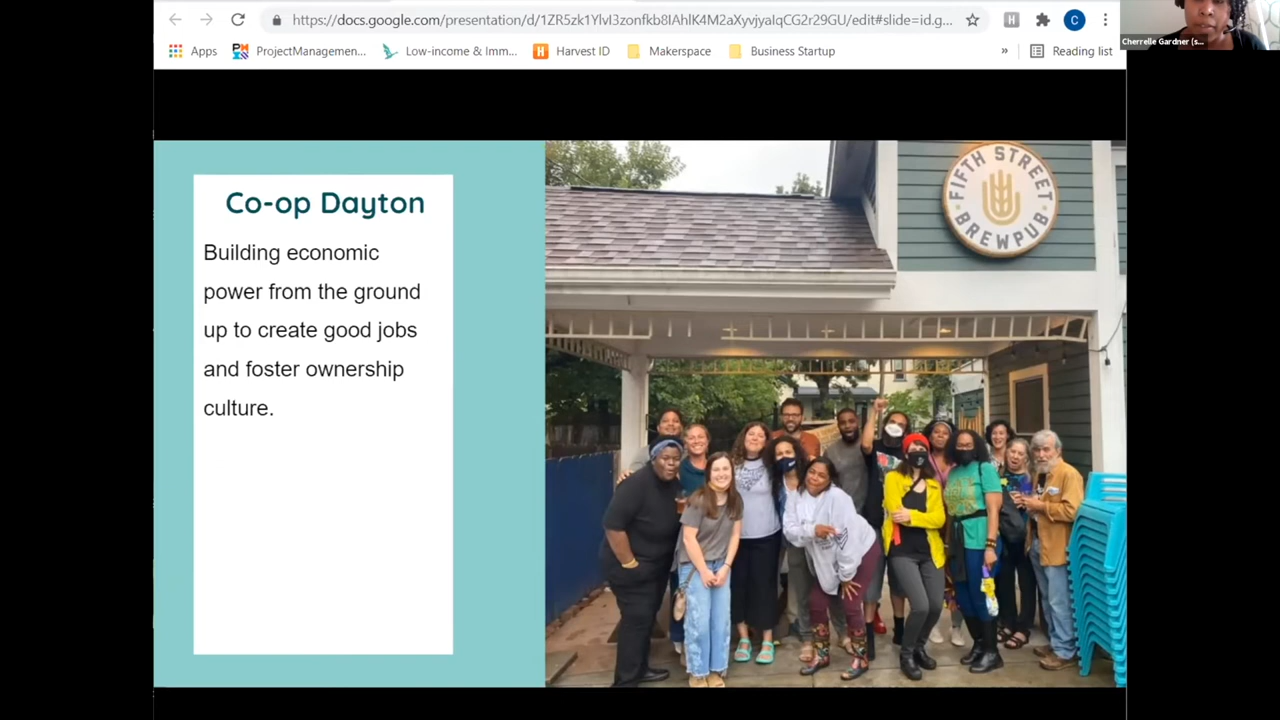 https://docs.google.com/presentation/d/1ZR5zk1YlvI3zonfkb8IAhlK4M2aXyvjyaIqCG2r29GU/edit#slide=id.g...
H
C
Cherrelle Gardner (s...
Apps
ProjectManagemen...
Low-income & Imm...
Harvest ID
Makerspace
Business Startup
»
Reading list
Co-op Dayton
Building economic
power from the ground
up to create good jobs
and foster ownership
culture.
FIFTH STREET
BREWPUB